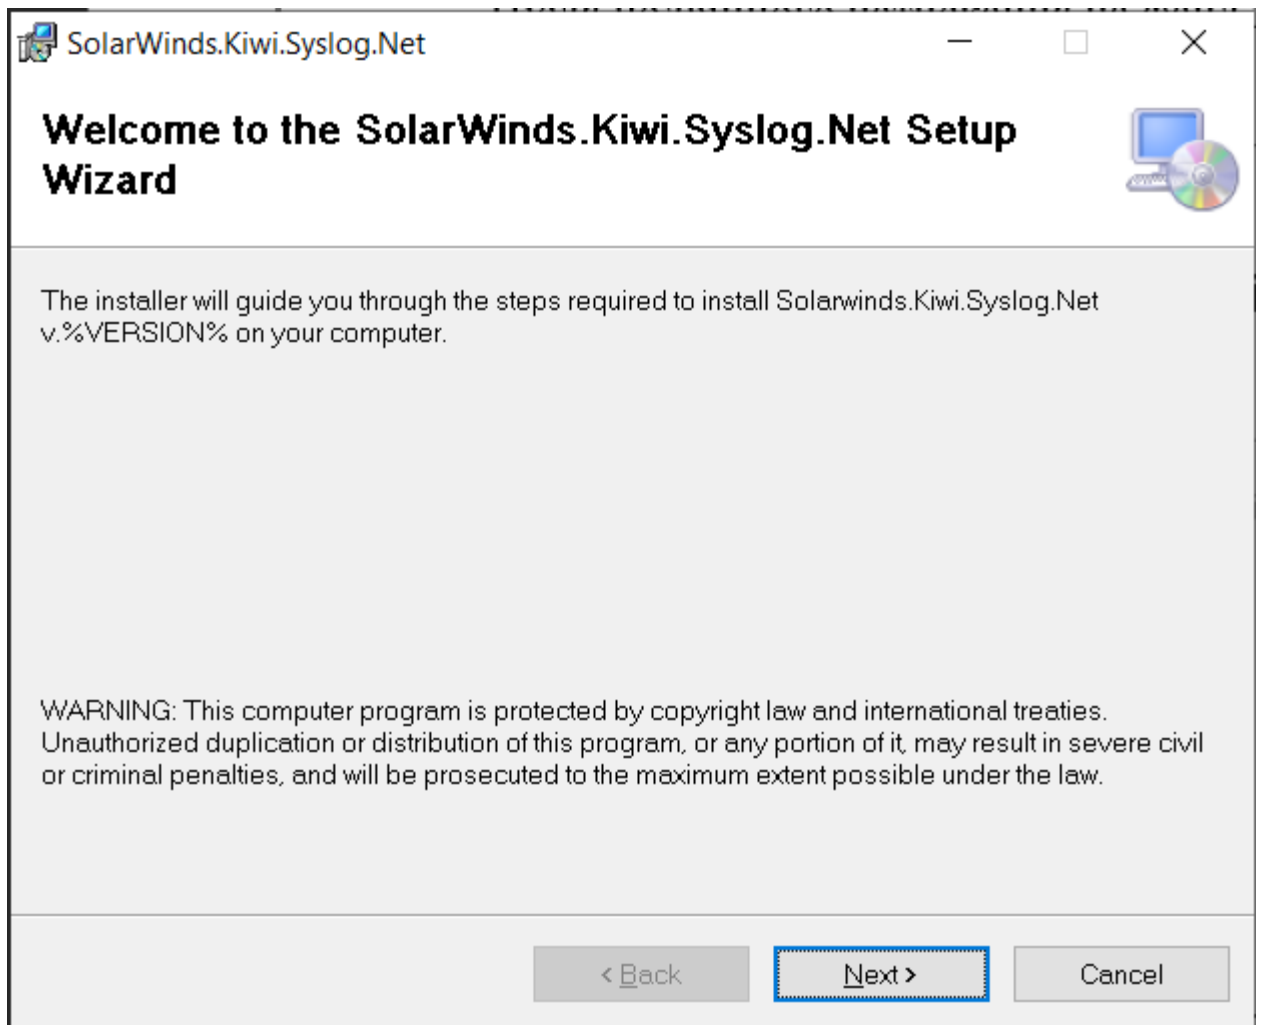 SolarWinds.Kiwi.Syslog.Net
Welcome to the SolarWinds.Kiwi.Syslog.Net Setup
Wizard
The installer will guide you through the steps required to install Solarwinds.Kiwi.Syslog.Net
v.%VERSION% on your computer.
WARNING: This computer program is protected by copyright law and international treaties.
Unauthorized duplication or distribution of this program, or any portion of it, may result in severe civil
or criminal penalties, and will be prosecuted to the maximum extent possible under the law.
< Back
Next >
Cancel